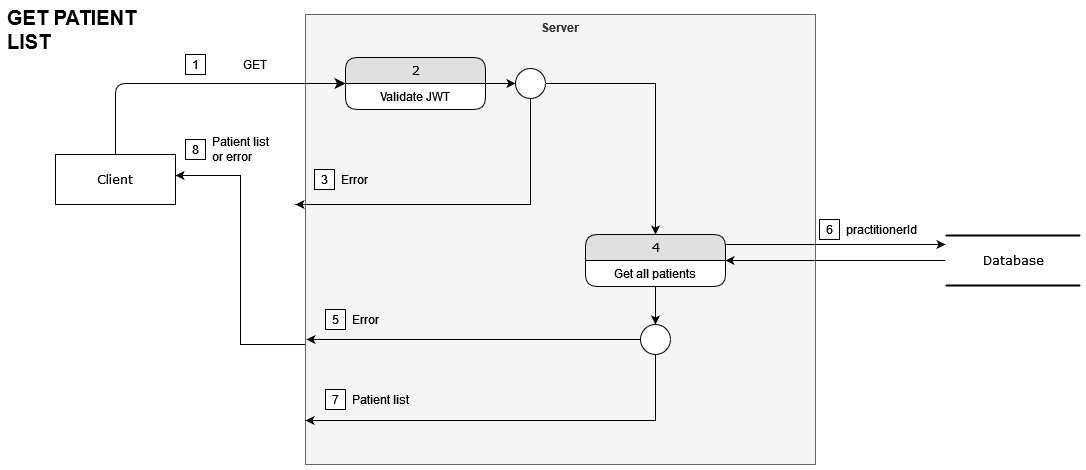 GET PATIENT
LIST
Server
1
GET
2
Validate JWT
8
Patient list
or error
Client
3
Error
6
practitionerId
4
Get all patients
Database
5
Error
7
Patient list